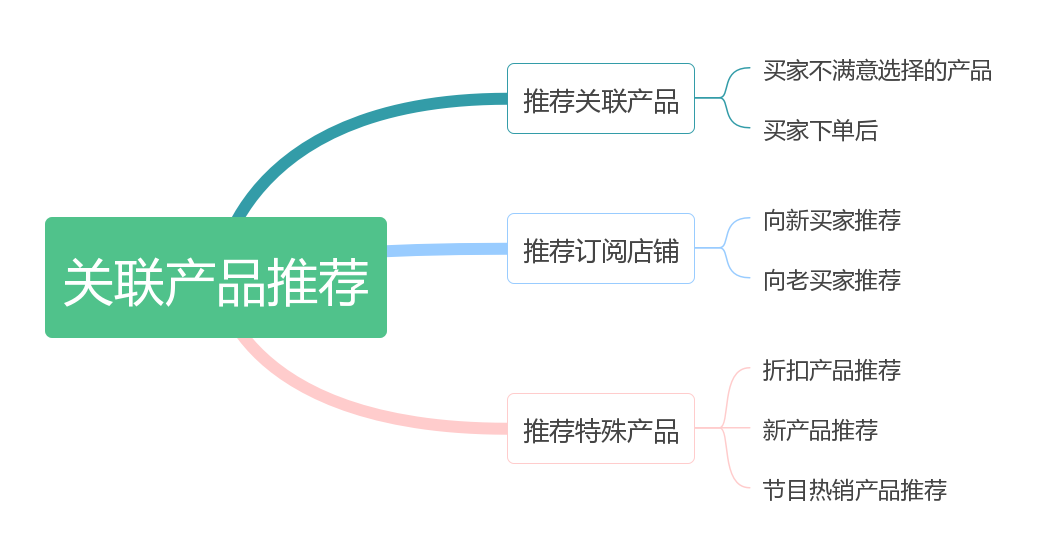 关联产品推荐
推荐关联产品
买家不满意选择的产品
买家下单后
推荐订阅店铺
向新买家推荐
向老买家推荐
推荐特殊产品
折扣产品推荐
新产品推荐
节目热销产品推荐